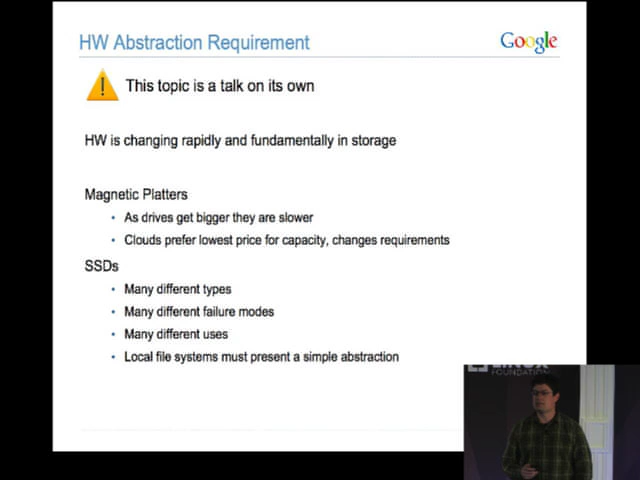 HW Abstraction Requirement
Google
This topic is a talk on its own
HW is changing rapidly and fundamentally in storage
Magnetic Platters
• As drives get bigger they are slower
• Clouds prefer lowest price for capacity, changes requirements
SSDs
• Many different types
• Many different failure modes
• Many different uses
• Local file systems must present a simple abstraction
LINUX
FOUNDATION